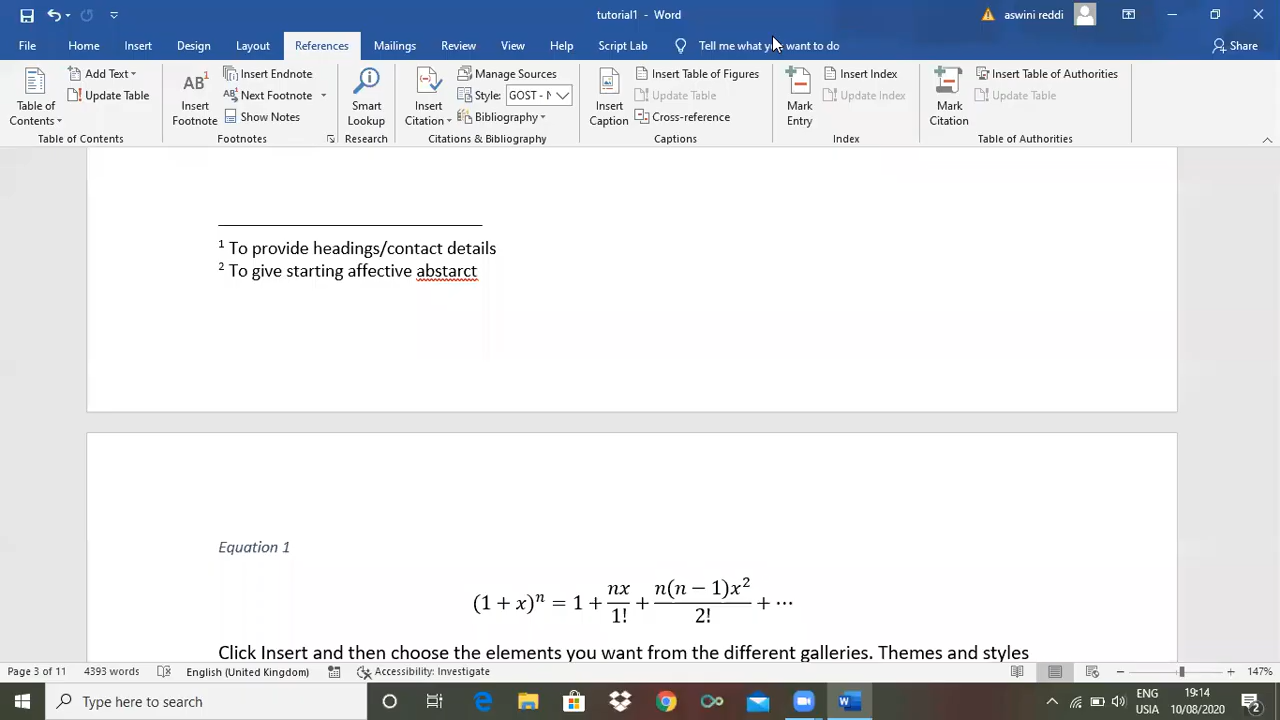 tutorial1 - Word
aswini reddi
File Home Insert Design Layout References Mailings Review View Help Script Lab Tell me what you want to do Share
Table of Contents
Add Text
Update Table
Table of Contents
AB1 Insert Footnote
Insert Endnote
Next Footnote
Show Notes
Footnotes
Smart Lookup
Research
Insert Citation
Manage Sources
Style: GOST - N
Bibliography
Citations & Bibliography
Insert Caption
Insert Table of Figures
Update Table
Cross-reference
Captions
Mark Entry
Insert Index
Update Index
Index
Mark Citation
Insert Table of Authorities
Update Table
Table of Authorities
1 To provide headings/contact details
2 To give starting affective abstarct
Equation 1
(1 + x)^n = 1 + nx/1! + n(n − 1)x^2/2! + ⋯
Click Insert and then choose the elements you want from the different galleries. Themes and styles
Page 3 of 11 4393 words English (United Kingdom) Accessibility: Investigate 147%
Type here to search
ENG
USIA
19:14
10/08/2020
2